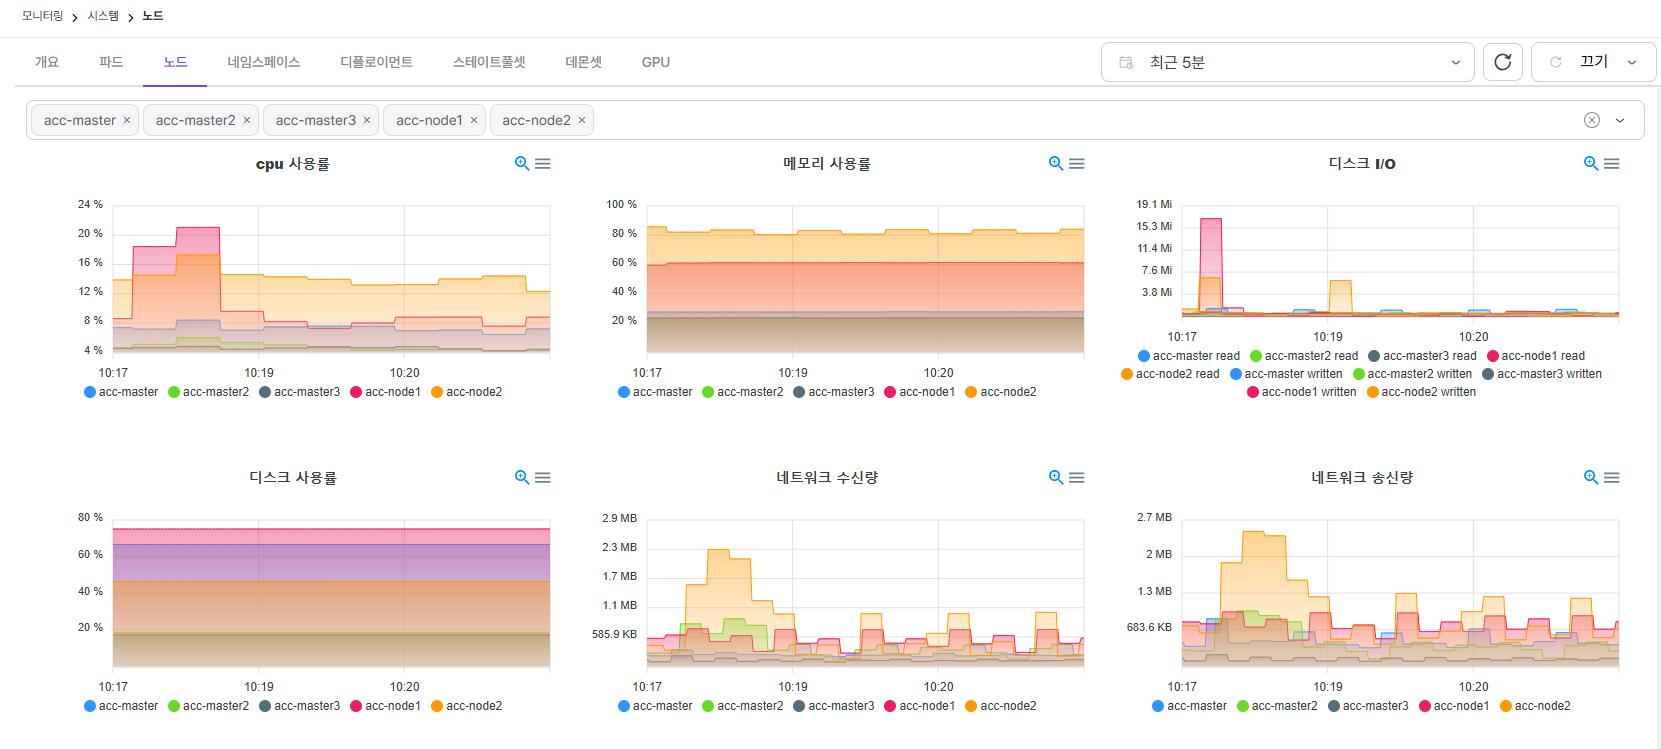 모니터링 > 시스템 > 노드
개요 파드 노드 네임스페이스 디플로이먼트 스테이트풀셋 데몬셋 GPU 최근 5분 끄기
acc-master × acc-master2 × acc-master3 × acc-node1 × acc-node2 ×
cpu 사용률
24 %
20 %
16 %
12 %
8 %
4 %
10:17 10:19 10:20
acc-master acc-master2 acc-master3 acc-node1 acc-node2
메모리 사용률
100 %
80 %
60 %
40 %
20 %
10:17 10:19 10:20
acc-master acc-master2 acc-master3 acc-node1 acc-node2
디스크 I/O
19.1 Mi
15.3 Mi
11.4 Mi
7.6 Mi
3.8 Mi
10:17 10:19 10:20
acc-master read acc-master2 read acc-master3 read acc-node1 read
acc-node2 read acc-master written acc-master2 written acc-master3 written
acc-node1 written acc-node2 written
디스크 사용률
80 %
60 %
40 %
20 %
10:17 10:19 10:20
acc-master acc-master2 acc-master3 acc-node1 acc-node2
네트워크 수신량
2.9 MB
2.3 MB
1.7 MB
1.1 MB
585.9 KB
10:17 10:19 10:20
acc-master acc-master2 acc-master3 acc-node1 acc-node2
네트워크 송신량
2.7 MB
2 MB
1.3 MB
683.6 KB
10:17 10:19 10:20
acc-master acc-master2 acc-master3 acc-node1 acc-node2